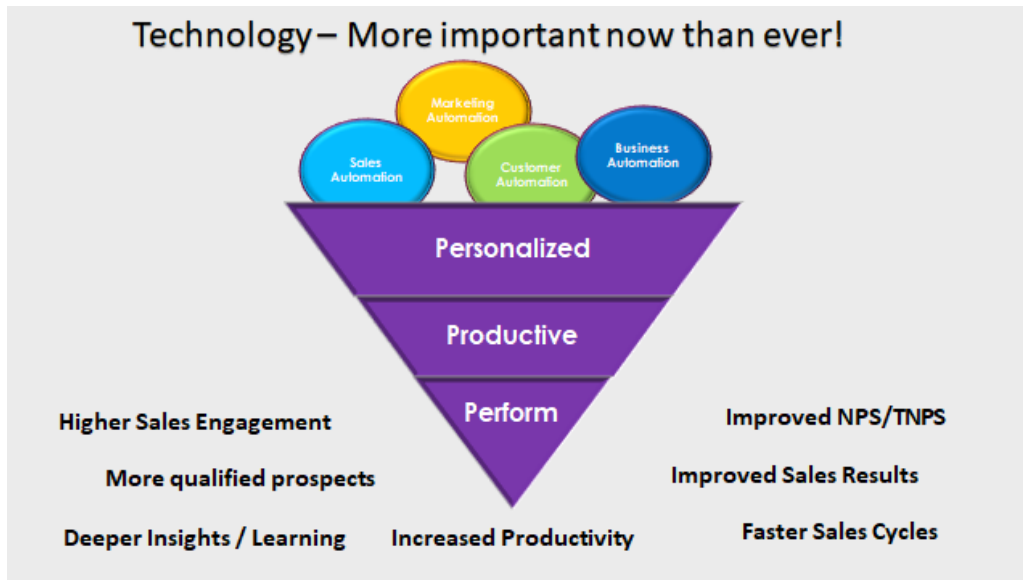 Technology – More important now than ever!
Marketing
Automation
Sales
Automation
Customer
Automation
Business
Automation
Personalized
Productive
Perform
Higher Sales Engagement
More qualified prospects
Deeper Insights / Learning
Increased Productivity
Improved NPS/TNPS
Improved Sales Results
Faster Sales Cycles